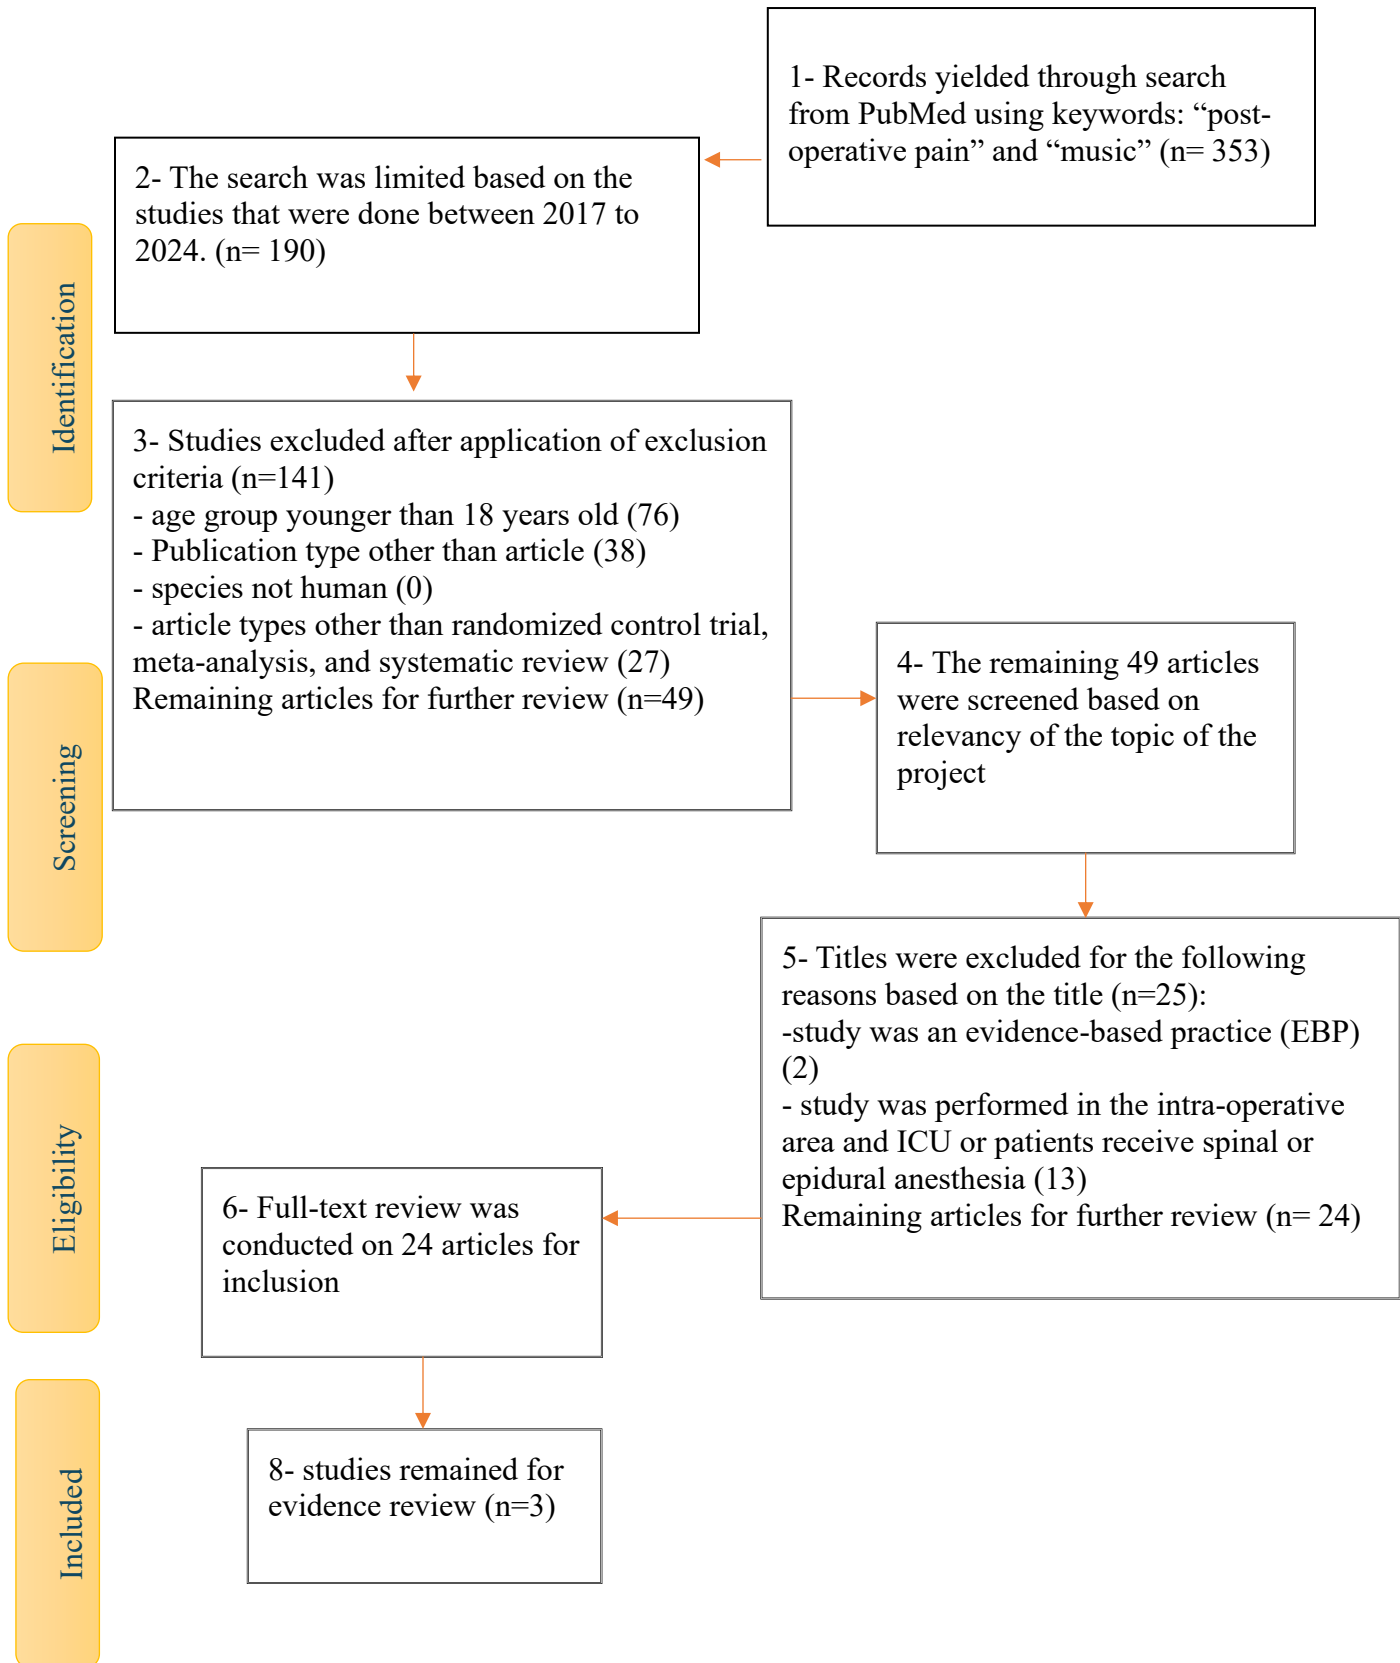 1- Records yielded through search
from PubMed using keywords: “post-
operative pain” and “music” (n= 353)
2- The search was limited based on the
studies that were done between 2017 to
2024. (n= 190)
Identification
3- Studies excluded after application of exclusion
criteria (n=141)
- age group younger than 18 years old (76)
- Publication type other than article (38)
- species not human (0)
- article types other than randomized control trial,
meta-analysis, and systematic review (27)
Remaining articles for further review (n=49)
Screening
4- The remaining 49 articles
were screened based on
relevancy of the topic of the
project
5- Titles were excluded for the following
reasons based on the title (n=25):
-study was an evidence-based practice (EBP)
(2)
- study was performed in the intra-operative
area and ICU or patients receive spinal or
epidural anesthesia (13)
Remaining articles for further review (n= 24)
Eligibility
6- Full-text review was
conducted on 24 articles for
inclusion
Included
8- studies remained for
evidence review (n=3)